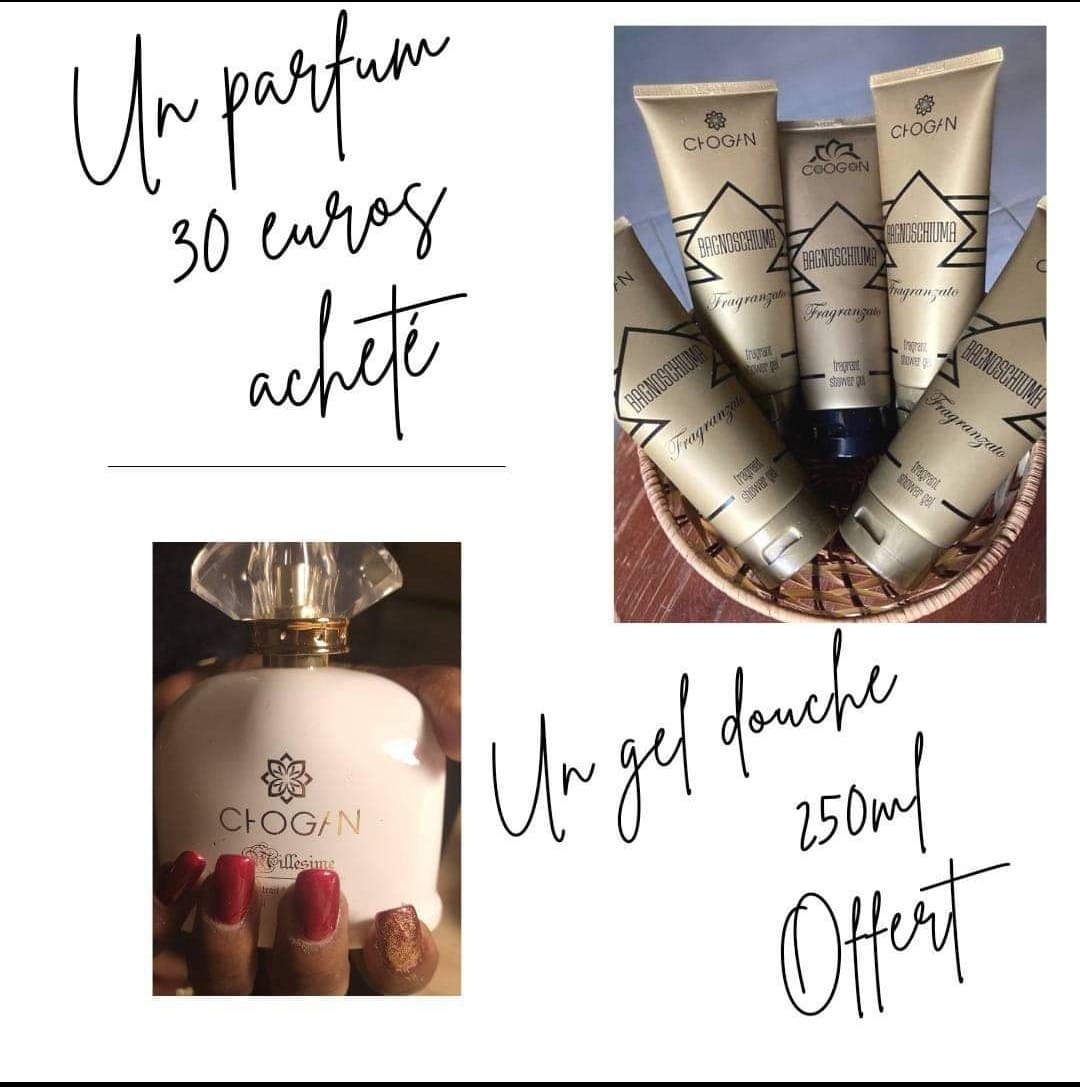 Un parfum
30 euros
acheté
CHOGAN
BAGNOSCHIUMA
Fragranzato
fragrant
shower gel
COOGON
BAGNOSCHIUMA
Fragranzato
fragrant
shower gel
CHOGAN
BAGNOSCHIUMA
Fragranzato
fragrant
shower gel
BAGNOSCHIUMA
Fragranzato
fragrant
shower gel
BAGNOSCHIUMA
Fragranzato
fragrant
shower gel
CHOGAN
Millesime
Un gel douche
250ml
Offert